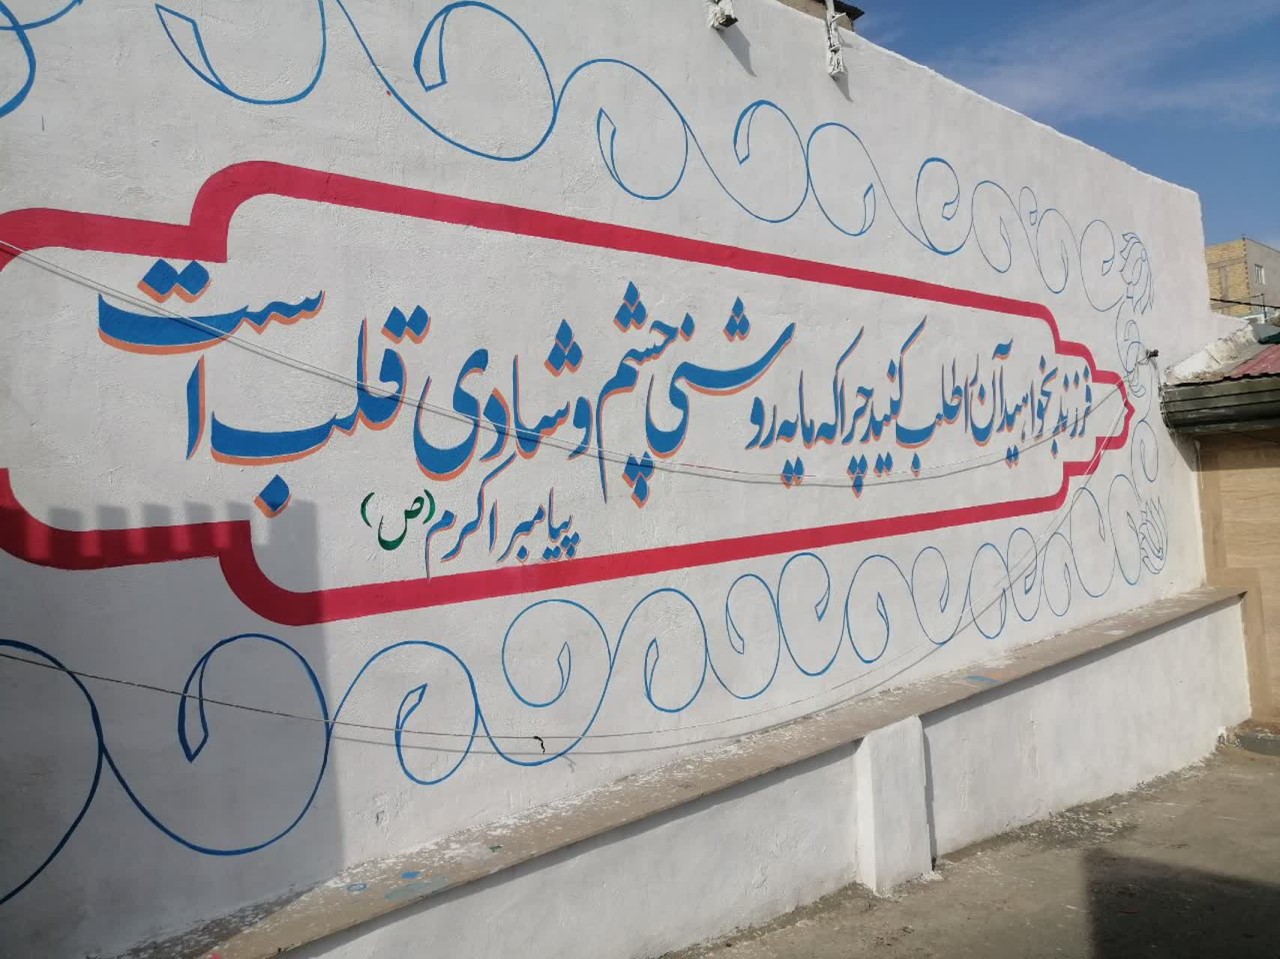 فرزند بخواهید آن را طلب کنید چرا که مایه روشنی چشم و شادی قلب است
پیامبر اکرم (ص)